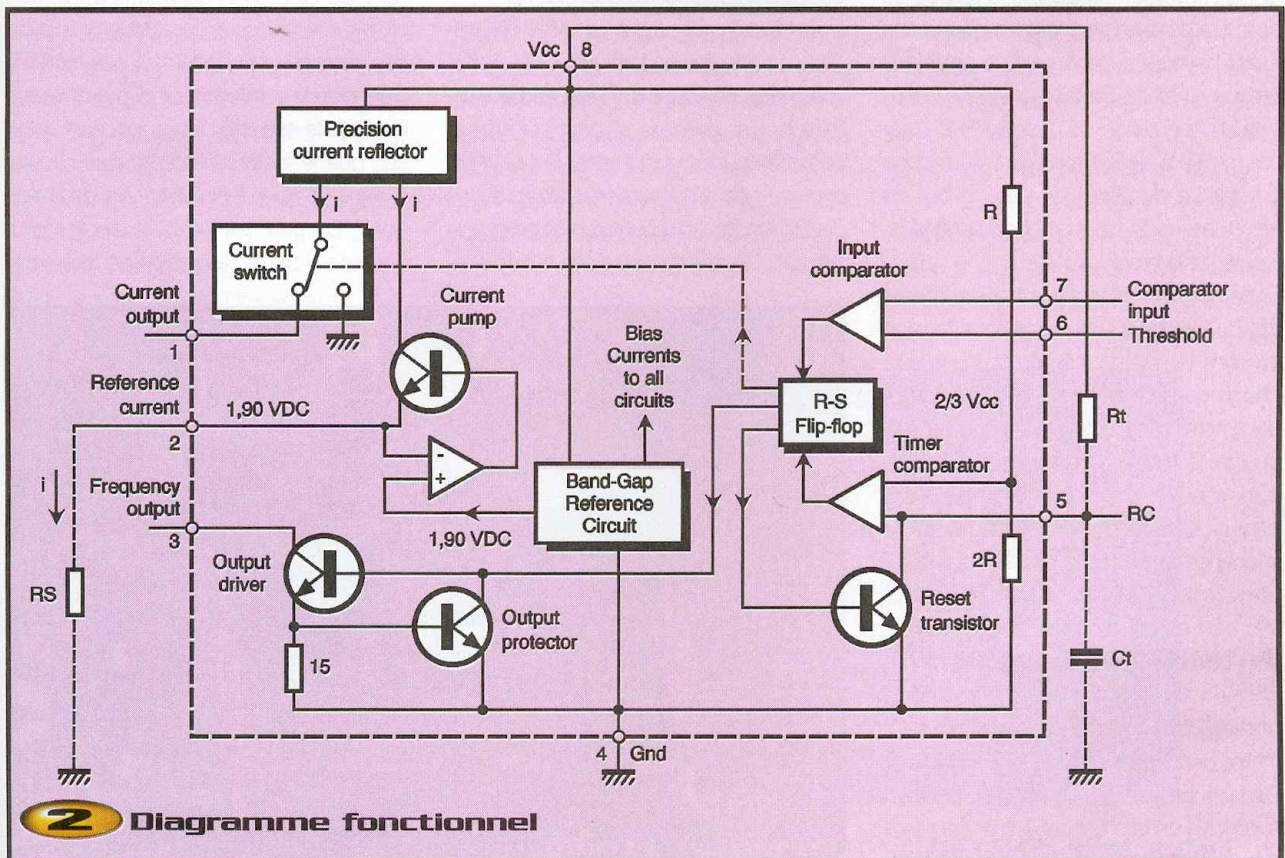 Vcc 8
Precision
current reflector
i
i
R
Current
switch
Input
comparator
Current
output
Current
pump
7
Comparator
input
6
Threshold
1
Bias
Currents
to all
circuits
Reference
current
1,90 VDC
R-S
Flip-flop
2/3 Vcc
Rt
2
-
+
Timer
comparator
i
Frequency
output
Band-Gap
Reference
Circuit
5
RC
3
1,90 VDC
2R
Output
driver
RS
Output
protector
Reset
transistor
15
Ct
4
Gnd
2 Diagramme fonctionnel